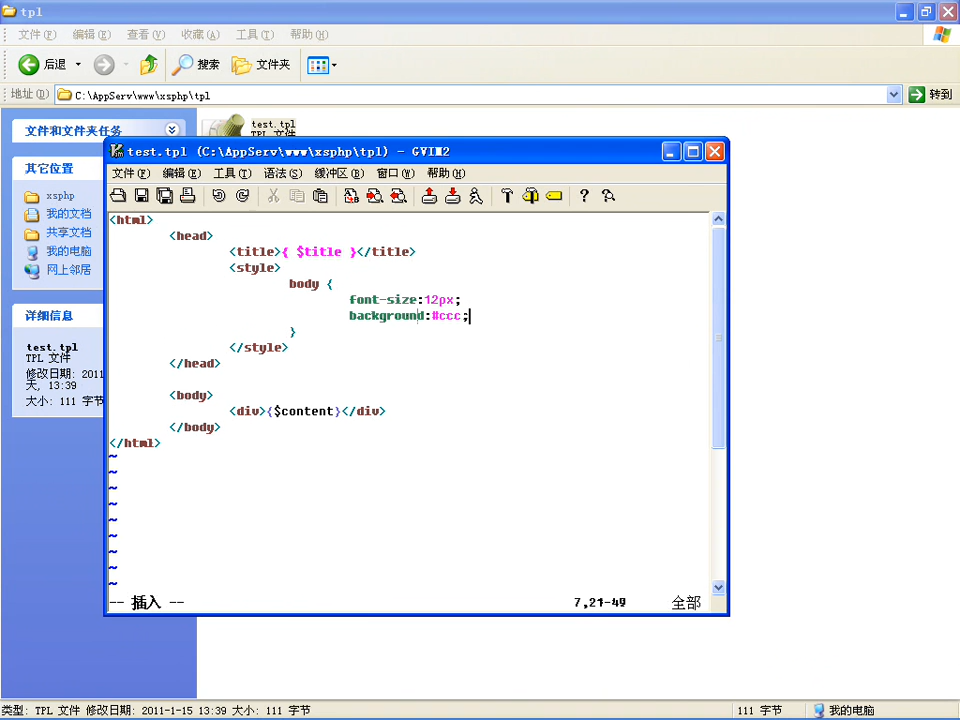 tpl
文件(F) 编辑(E) 查看(V) 收藏(A) 工具(T) 帮助(H)
后退 搜索 文件夹
地址(D) C:\AppServ\www\xsphp\tpl 转到
文件和文件夹任务
test.tpl
TPL 文件
其它位置
xsphp
我的文档
共享文档
我的电脑
网上邻居
详细信息
test.tpl
TPL 文件
修改日期: 2011
天, 13:39
大小: 111 字节
test.tpl (C:\AppServ\www\xsphp\tpl) - GVIM2
文件(F) 编辑(E) 工具(T) 语法(S) 缓冲区(B) 窗口(W) 帮助(H)
<html>
<head>
<title>{ $title }</title>
<style>
body {
font-size:12px;
background:#ccc;
}
</style>
</head>
<body>
<div>{$content}</div>
</body>
</html>
~
~
~
~
~
~
~
~
~
-- 插入 -- 7,21-49 全部
类型: TPL 文件 修改日期: 2011-1-15 13:39 大小: 111 字节 111 字节 我的电脑